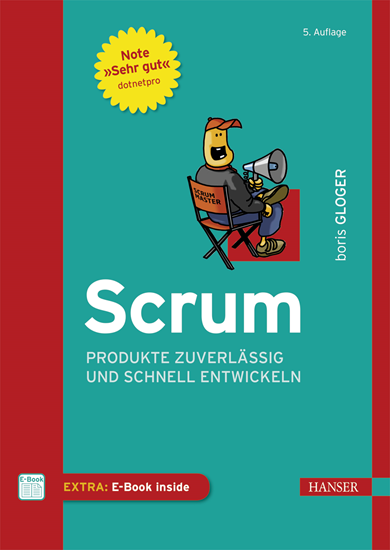 5. Auflage
Note
»Sehr gut«
dotnetpro
SCRUM
MASTER
boris GLOGER
Scrum
PRODUKTE ZUVERLÄSSIG
UND SCHNELL ENTWICKELN
E-Book
EXTRA: E-Book inside
HANSER